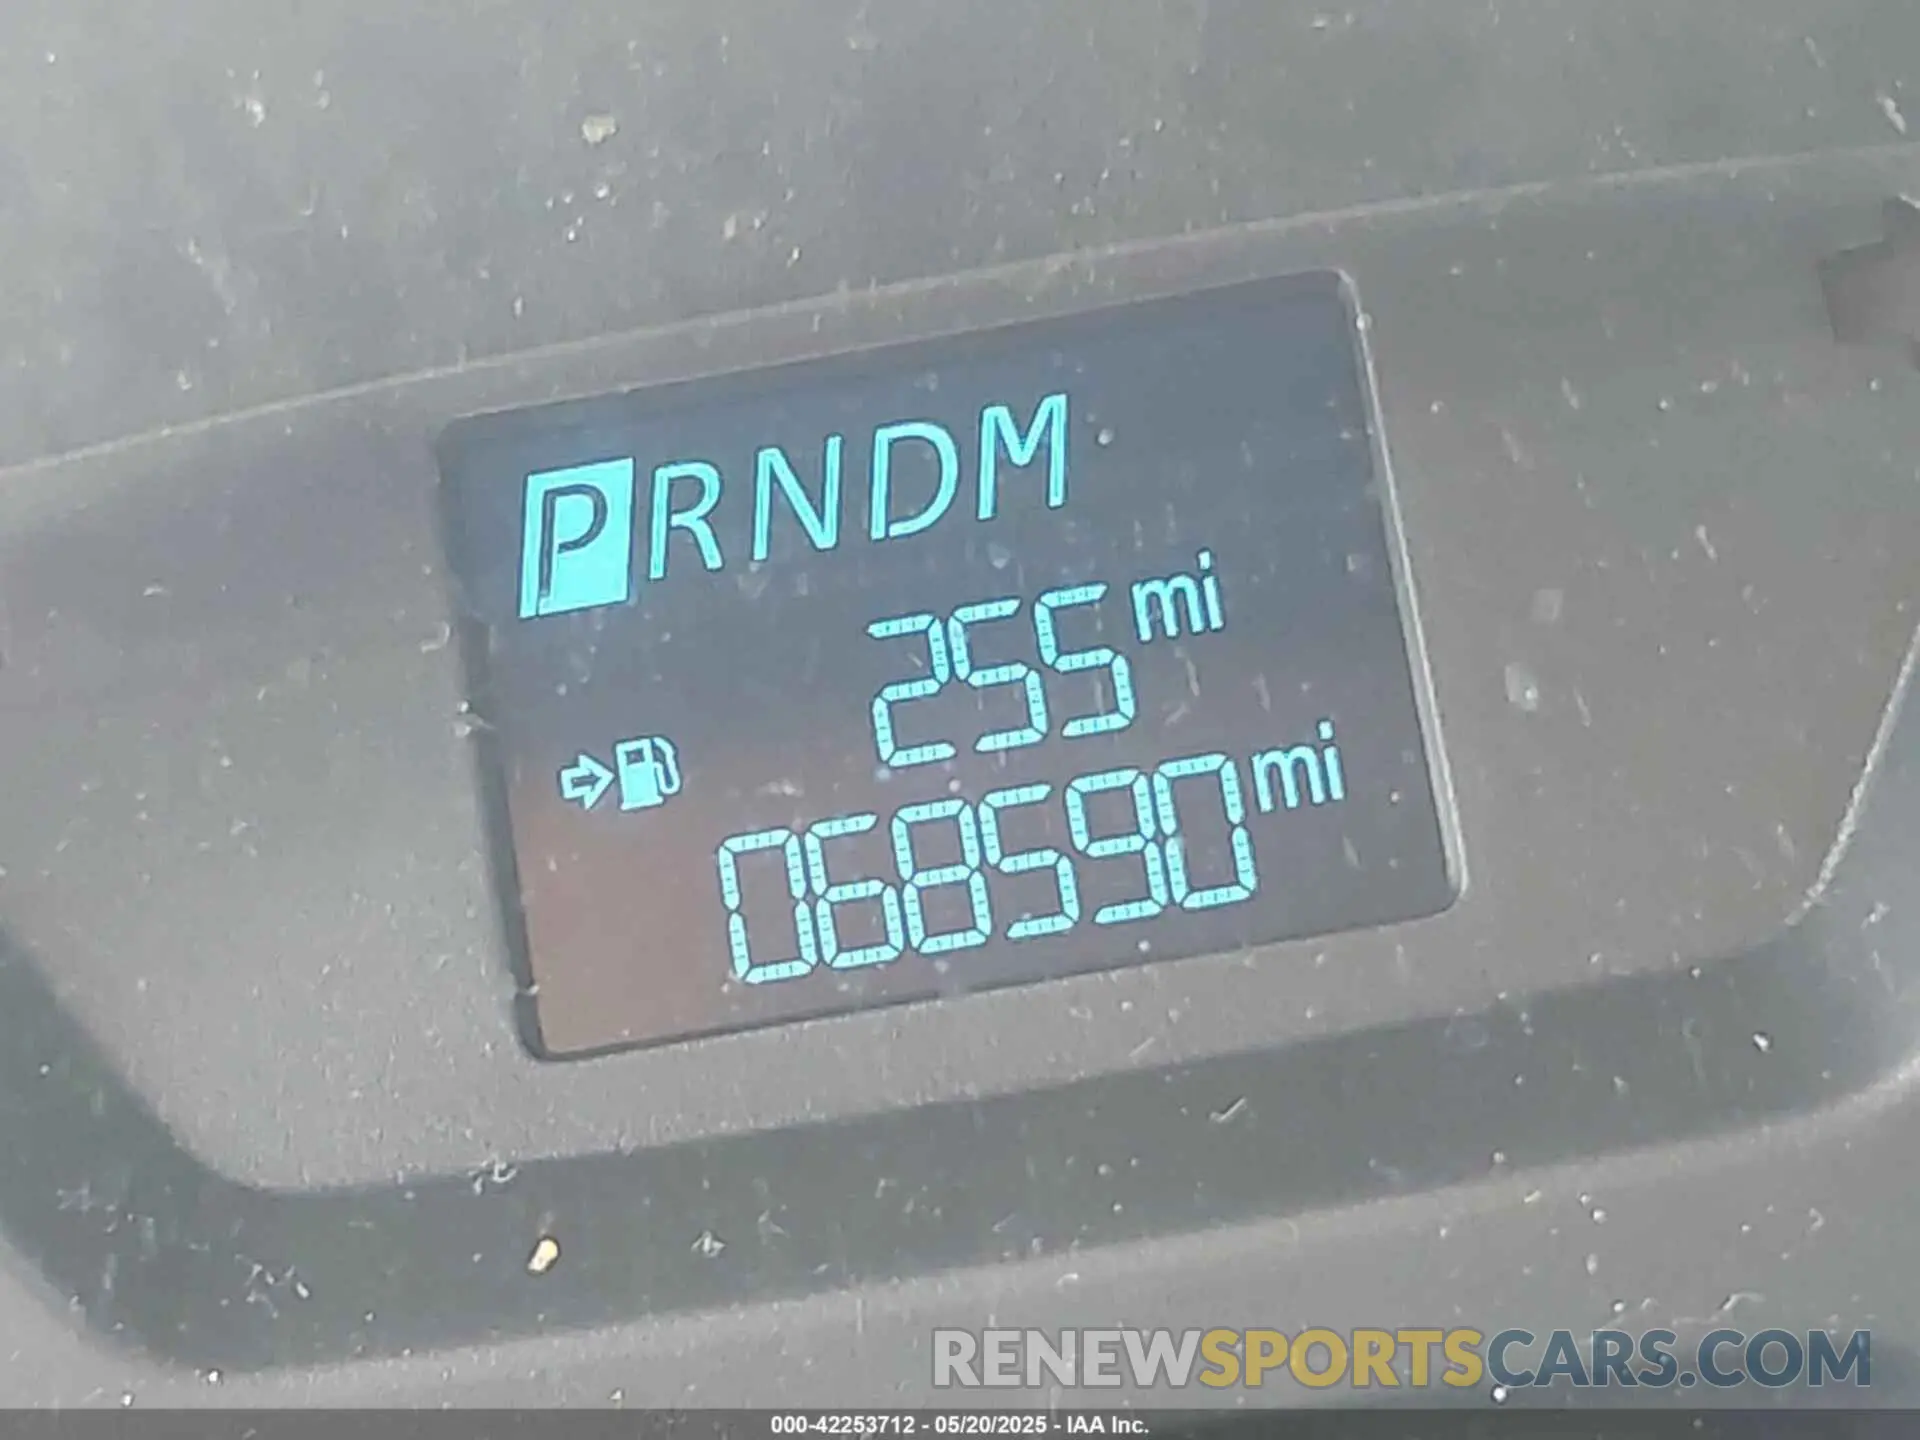 PRNDM
255 mi
068590 mi
RENEWSPORTSCARS.COM
000-42253712 - 05/20/2025 - IAA Inc.